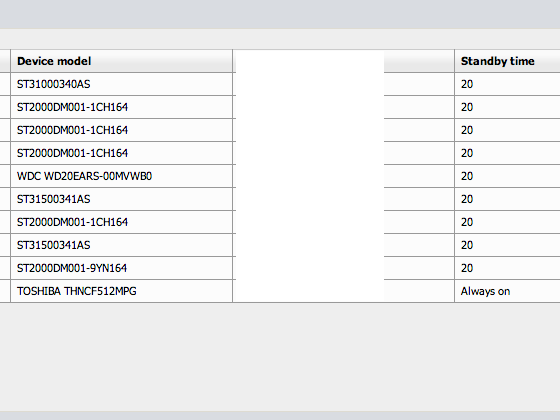 Device model Standby time
ST31000340AS 20
ST2000DM001-1CH164 20
ST2000DM001-1CH164 20
ST2000DM001-1CH164 20
WDC WD20EARS-00MVWB0 20
ST31500341AS 20
ST2000DM001-1CH164 20
ST31500341AS 20
ST2000DM001-9YN164 20
TOSHIBA THNCF512MPG Always on